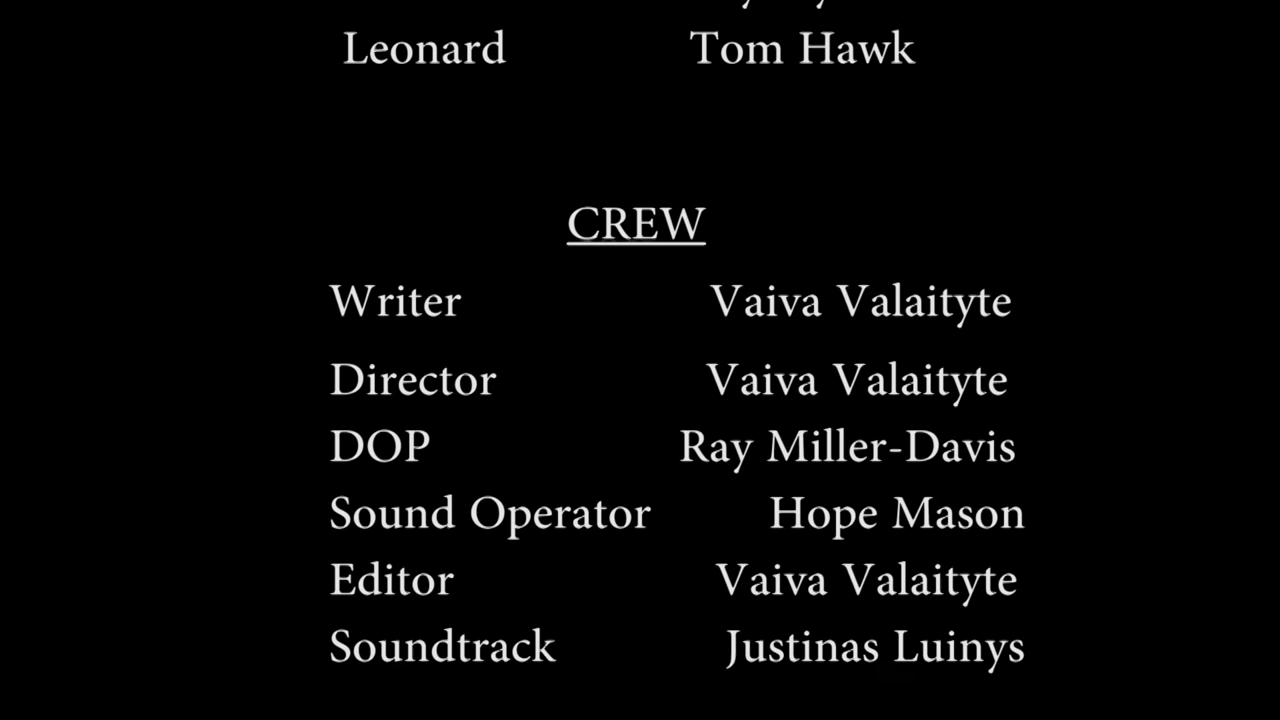 Leonard Tom Hawk
CREW
Writer Vaiva Valaityte
Director Vaiva Valaityte
DOP Ray Miller-Davis
Sound Operator Hope Mason
Editor Vaiva Valaityte
Soundtrack Justinas Luinys